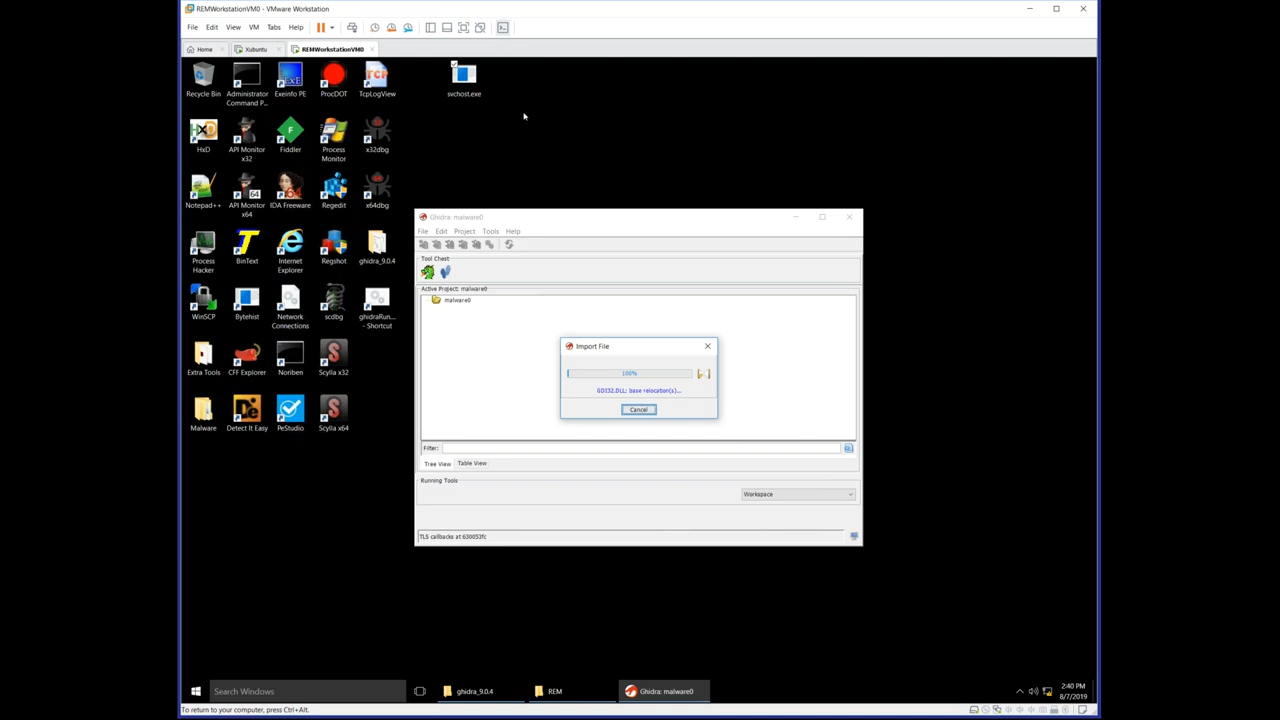 REMWorkstationVM0 - VMware Workstation
File Edit View VM Tabs Help
Home Xubuntu REMWorkstationVM0
Recycle Bin
Administrator
Command P...
Exeinfo PE
ProcDOT
TcpLogView
svchost.exe
HxD
API Monitor
x32
Fiddler
Process
Monitor
x32dbg
Notepad++
API Monitor
x64
IDA Freeware
Regedit
x64dbg
Process
Hacker
BinText
Internet
Explorer
Regshot
ghidra_9.0.4
WinSCP
Bytehist
Network
Connections
scdbg
ghidraRun...
- Shortcut
Extra Tools
CFF Explorer
Noriben
Scylla x32
Malware
Detect It Easy
PeStudio
Scylla x64
Ghidra: malware0
File Edit Project Tools Help
Tool Chest
Active Project: malware0
malware0
Import File
100%
GDI32.DLL: base relocation(s)...
Cancel
Filter:
Tree View Table View
Running Tools
Workspace
TLS callbacks at 630053fc
Search Windows
ghidra_9.0.4
REM
Ghidra: malware0
2:40 PM
8/7/2019
To return to your computer, press Ctrl+Alt.